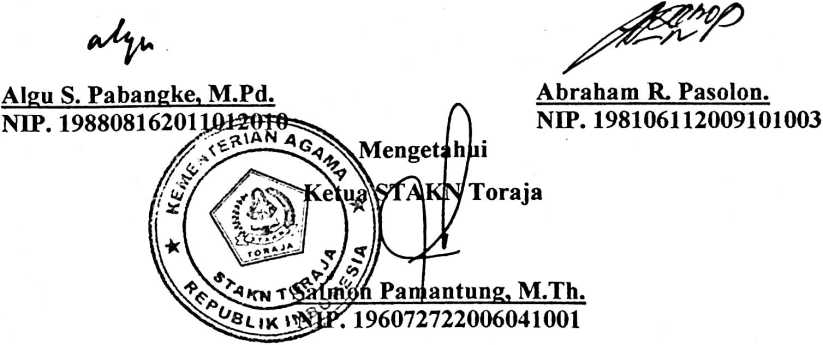 algu
Algu S. Pabangke, M.Pd.
NIP. 198808162011012010
Abraham R. Pasolon.
NIP. 198106112009101003
Mengetahui
Ketua STAKN Toraja
KEMENTERIAN AGAMA
REPUBLIK INDONESIA
STAKN TORAJA
TORAJA
Salmon Pamantung, M.Th.
NIP. 196072722006041001